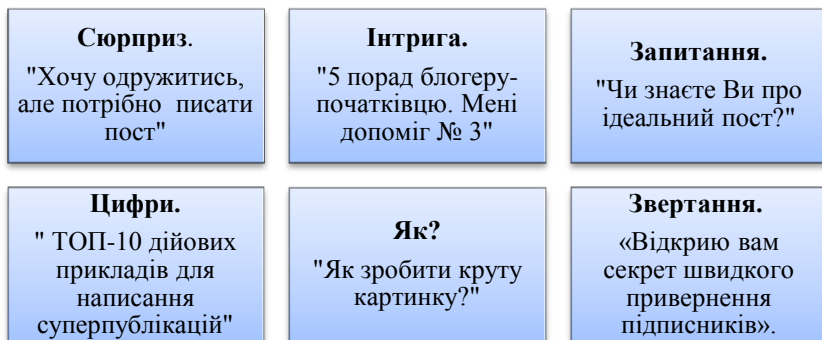 Сюрприз.
"Хочу одружитись,
але потрібно писати
пост"
Інтрига.
"5 порад блогеру-
початківцю. Мені
допоміг № 3"
Запитання.
"Чи знаєте Ви про
ідеальний пост?"
Цифри.
" ТОП-10 дійових
прикладів для
написання
суперпублікацій"
Як?
"Як зробити круту
картинку?"
Звертання.
«Відкрию вам
секрет швидкого
привернення
підписників».